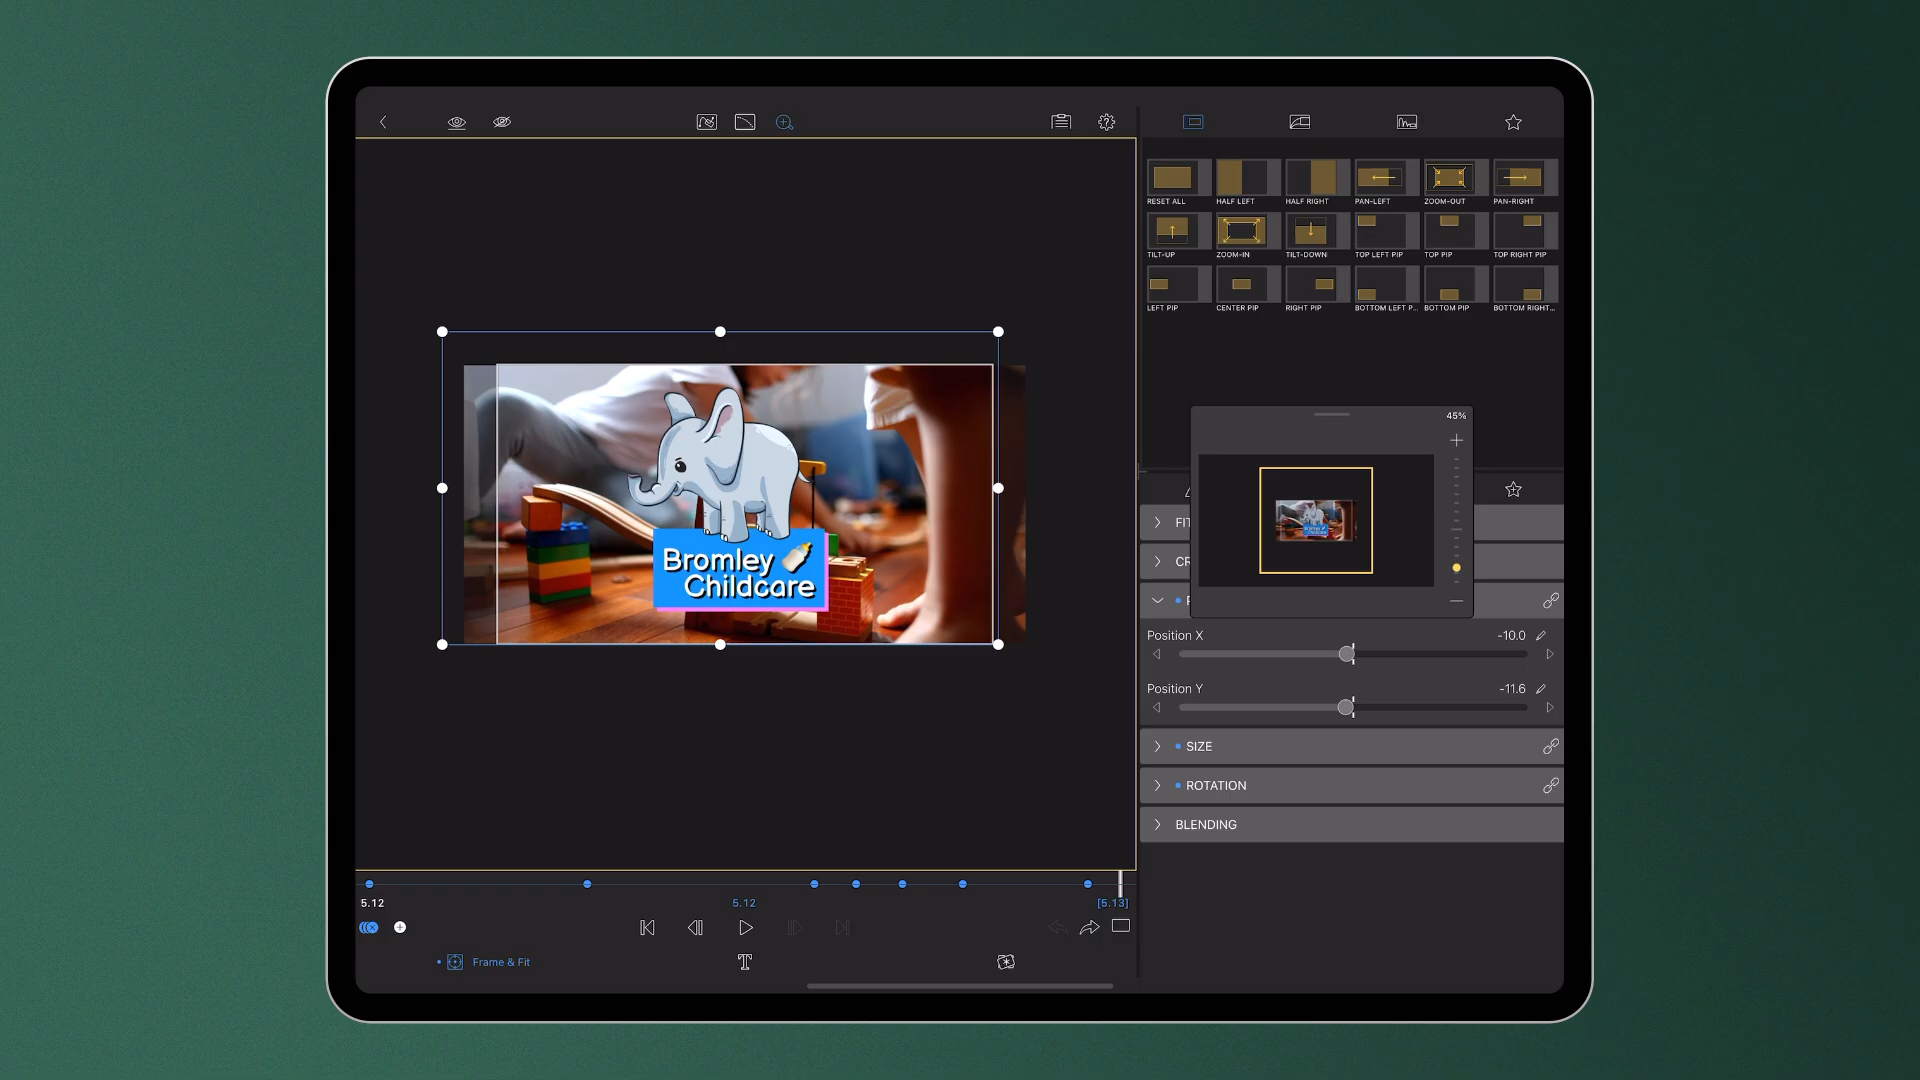 45%
RESET ALL
HALF LEFT
HALF RIGHT
PAN-LEFT
ZOOM-OUT
PAN-RIGHT
TILT-UP
ZOOM-IN
TILT-DOWN
TOP LEFT PIP
TOP PIP
TOP RIGHT PIP
LEFT PIP
CENTER PIP
RIGHT PIP
BOTTOM LEFT P...
BOTTOM PIP
BOTTOM RIGHT...
Bromley
Childcare
FIT
CR
Position X
-10.0
Position Y
-11.6
SIZE
ROTATION
BLENDING
5.12
5.12
[5.13]
Frame & Fit